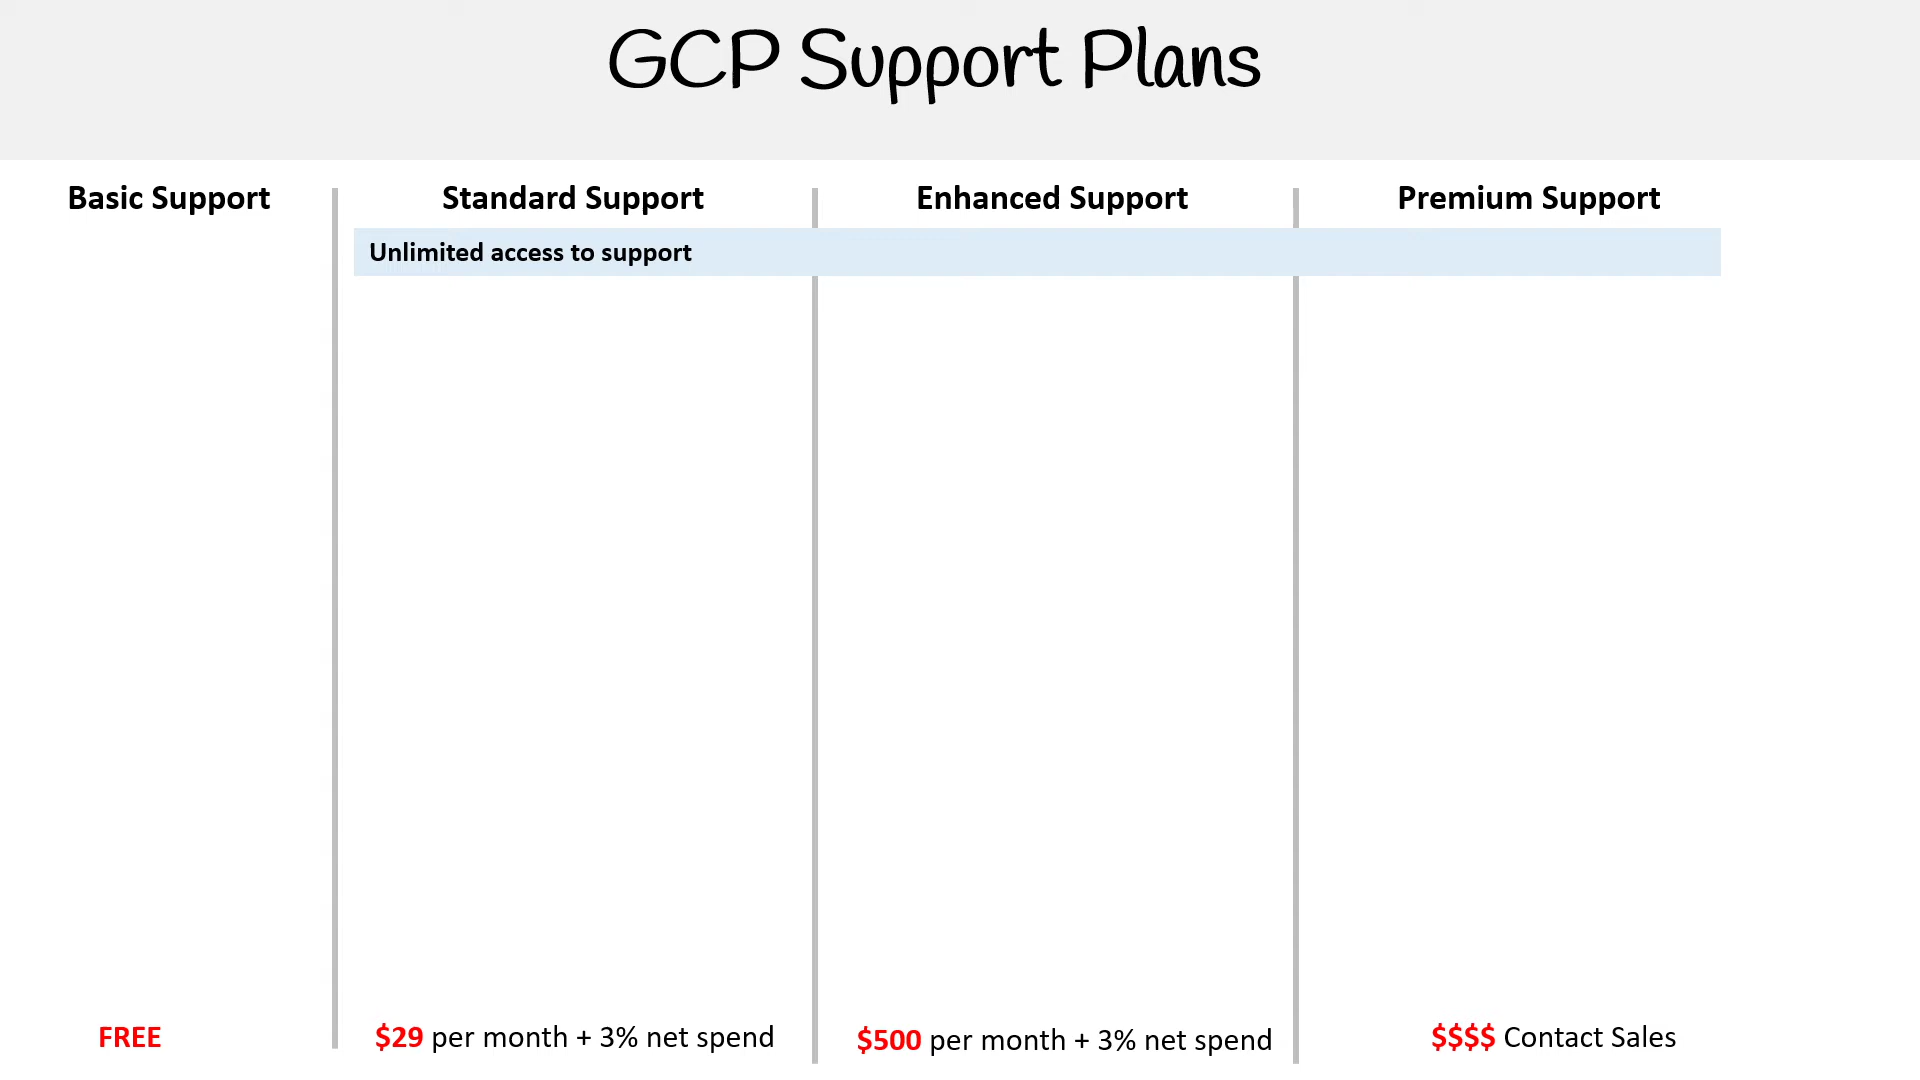 GCP Support Plans
Basic Support
Standard Support
Enhanced Support
Premium Support
Unlimited access to support
FREE
$29 per month + 3% net spend
$500 per month + 3% net spend
$$$$ Contact Sales